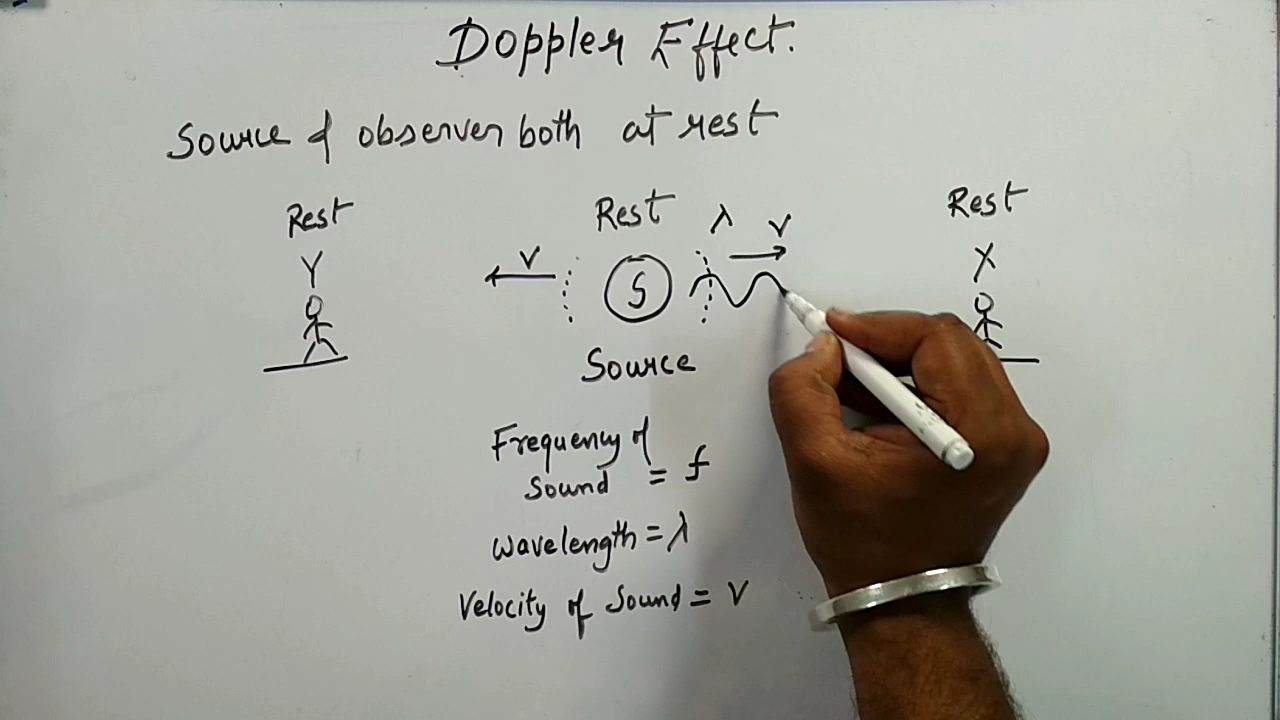 Doppler Effect.
Source & observer both at rest
Rest Rest Rest
λ V
Y V S X
Source
Frequency of
Sound = f
Wavelength = λ
Velocity of Sound = V